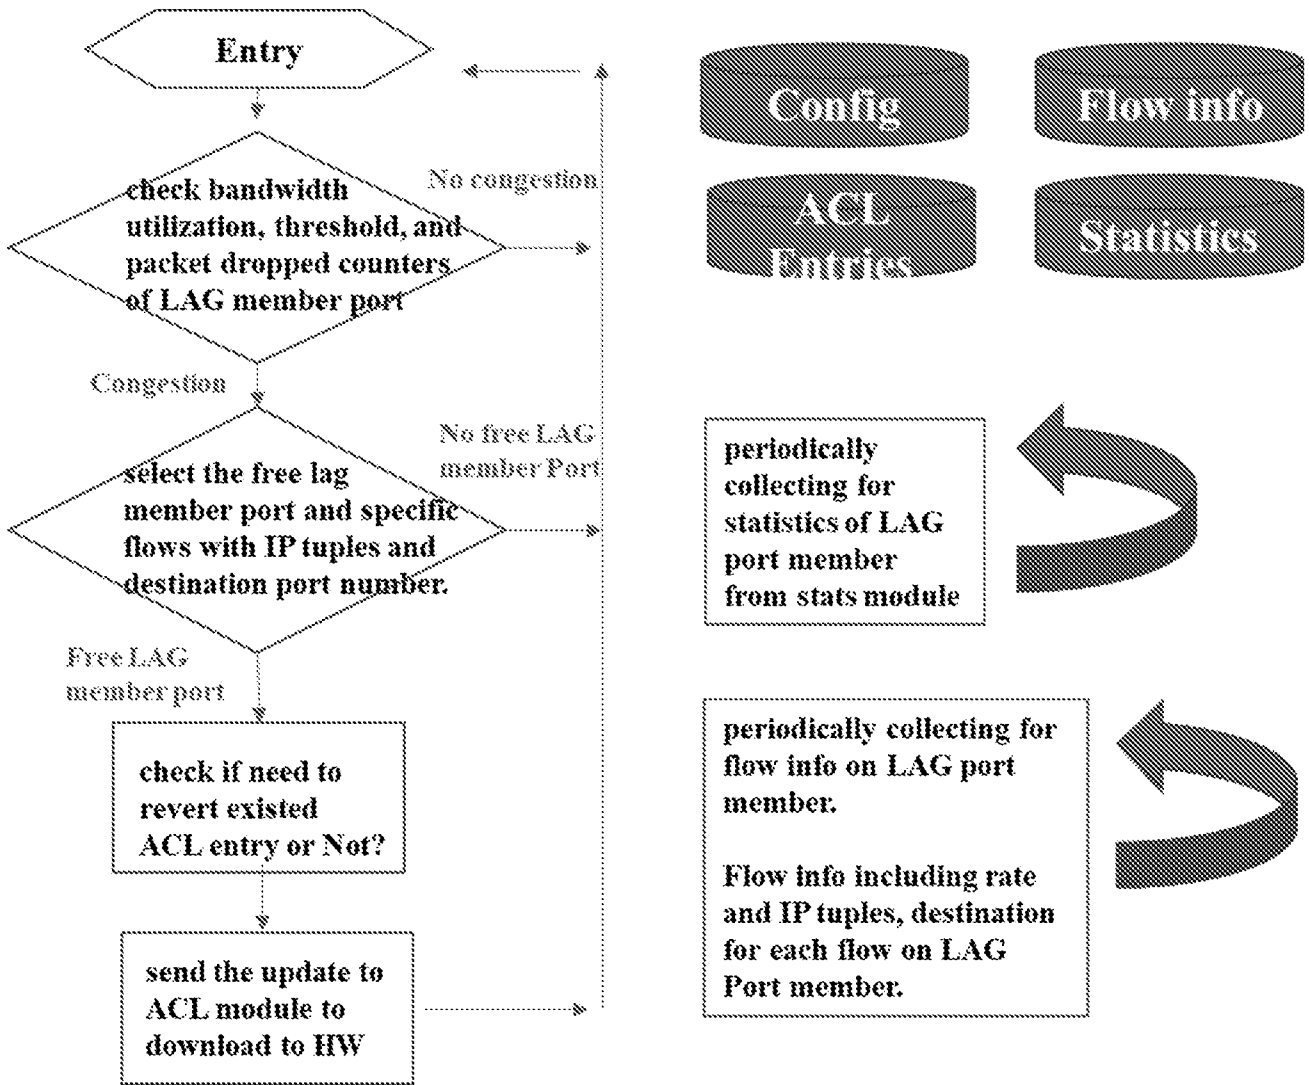 Entry
check bandwidth
utilization, threshold, and
packet dropped counters
of LAG member port
No congestion
Congestion
select the free lag
member port and specific
flows with IP tuples and
destination port number.
No free LAG
member Port
Free LAG
member port
check if need to
revert existed
ACL entry or Not?
send the update to
ACL module to
download to HW
Config
Flow info
ACL
Entries
Statistics
periodically
collecting for
statistics of LAG
port member
from stats module
periodically collecting for
flow info on LAG port
member.
Flow info including rate
and IP tuples, destination
for each flow on LAG
Port member.